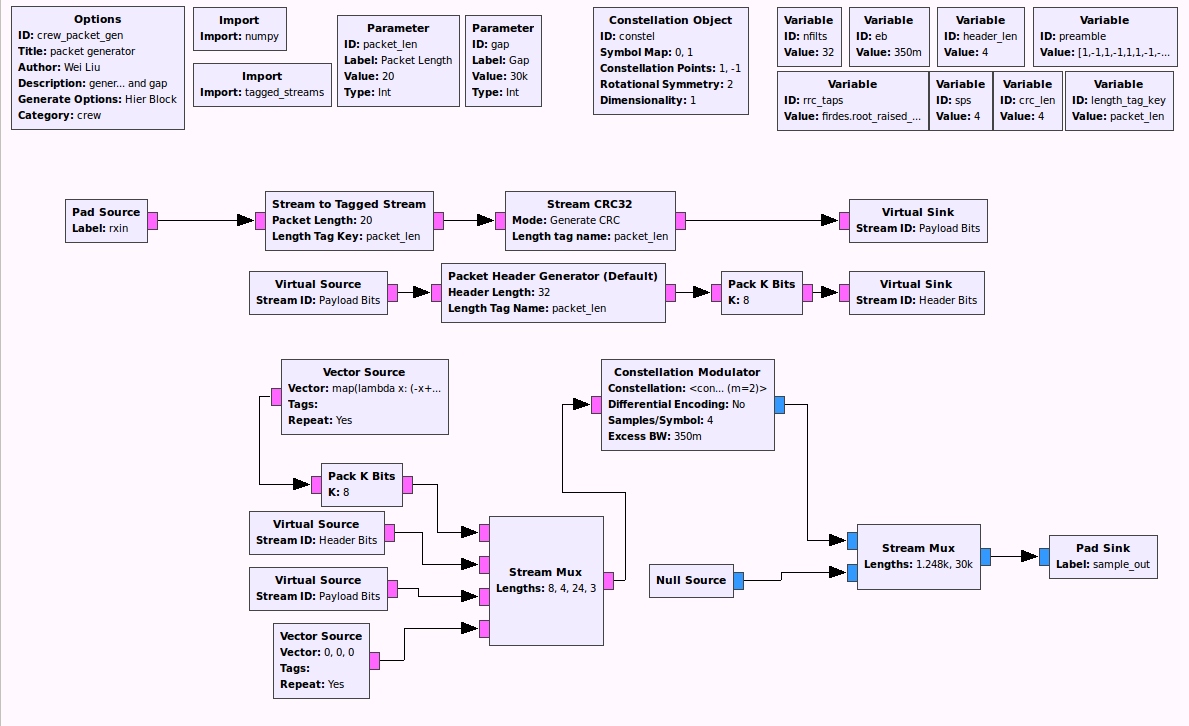 Options
ID: crew_packet_gen
Title: packet generator
Author: Wei Liu
Description: gener... and gap
Generate Options: Hier Block
Category: crew
Import
Import: numpy
Import
Import: tagged_streams
Parameter
ID: packet_len
Label: Packet Length
Value: 20
Type: Int
Parameter
ID: gap
Label: Gap
Value: 30k
Type: Int
Constellation Object
ID: constel
Symbol Map: 0, 1
Constellation Points: 1, -1
Rotational Symmetry: 2
Dimensionality: 1
Variable
ID: nfilts
Value: 32
Variable
ID: eb
Value: 350m
Variable
ID: header_len
Value: 4
Variable
ID: preamble
Value: [1,-1,1,-1,1,1,-1,-...
Variable
ID: rrc_taps
Value: firdes.root_raised_...
Variable
ID: sps
Value: 4
Variable
ID: crc_len
Value: 4
Variable
ID: length_tag_key
Value: packet_len
Pad Source
Label: rxin
Stream to Tagged Stream
Packet Length: 20
Length Tag Key: packet_len
Stream CRC32
Mode: Generate CRC
Length tag name: packet_len
Virtual Sink
Stream ID: Payload Bits
Virtual Source
Stream ID: Payload Bits
Packet Header Generator (Default)
Header Length: 32
Length Tag Name: packet_len
Pack K Bits
K: 8
Virtual Sink
Stream ID: Header Bits
Vector Source
Vector: map(lambda x: (-x+...
Tags:
Repeat: Yes
Constellation Modulator
Constellation: <con... (m=2)>
Differential Encoding: No
Samples/Symbol: 4
Excess BW: 350m
Pack K Bits
K: 8
Virtual Source
Stream ID: Header Bits
Virtual Source
Stream ID: Payload Bits
Vector Source
Vector: 0, 0, 0
Tags:
Repeat: Yes
Stream Mux
Lengths: 8, 4, 24, 3
Null Source
Stream Mux
Lengths: 1.248k, 30k
Pad Sink
Label: sample_out